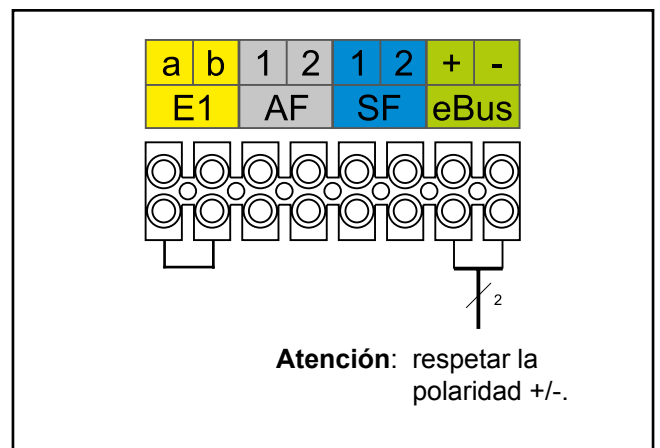 a b 1 2 1 2 + -
E1 AF SF eBus
2
Atención: respetar la
polaridad +/-.